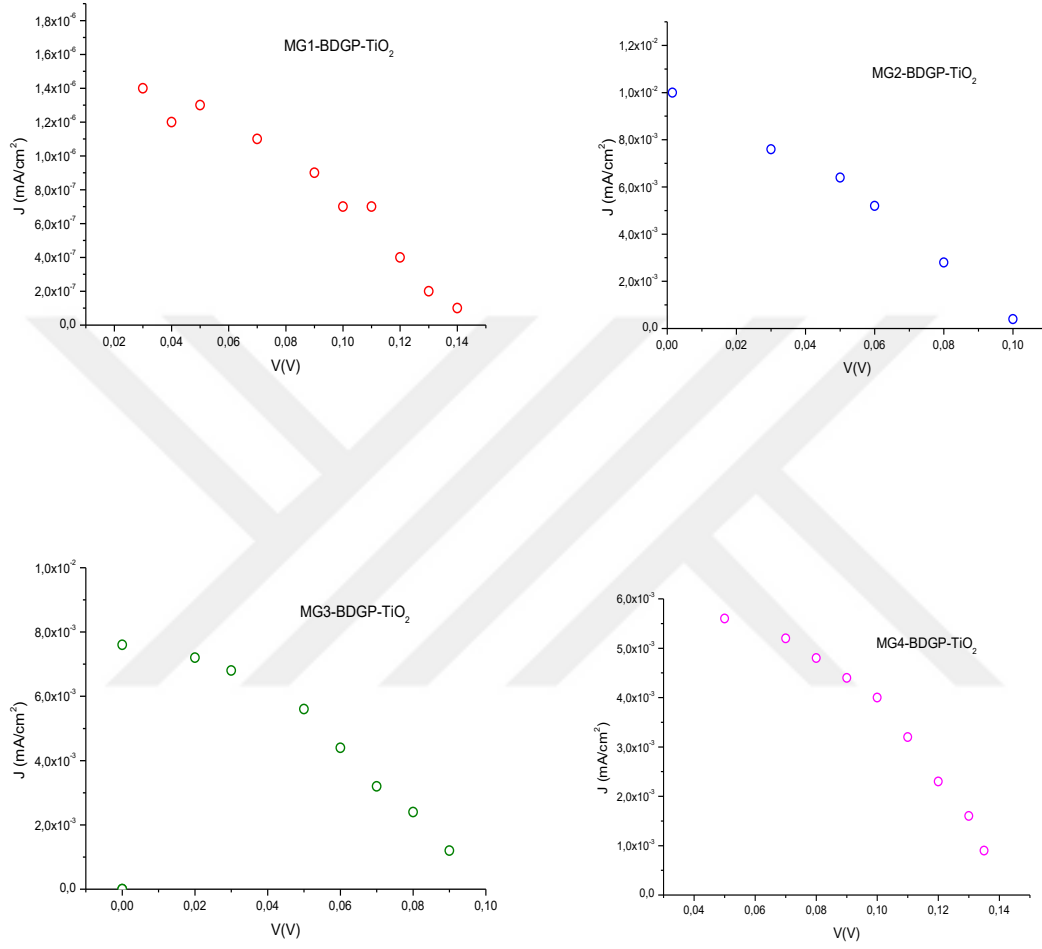 MG1-BDGP-TiO2
J (mA/cm2)
1,8x10-6
1,6x10-6
1,4x10-6
1,2x10-6
1,0x10-6
8,0x10-7
6,0x10-7
4,0x10-7
2,0x10-7
0,0
0,02 0,04 0,06 0,08 0,10 0,12 0,14
V(V)
MG2-BDGP-TiO2
J (mA/cm2)
1,2x10-2
1,0x10-2
8,0x10-3
6,0x10-3
4,0x10-3
2,0x10-3
0,0
0,00 0,02 0,04 0,06 0,08 0,10
V(V)
MG3-BDGP-TiO2
J (mA/cm2)
1,0x10-2
8,0x10-3
6,0x10-3
4,0x10-3
2,0x10-3
0,0
0,00 0,02 0,04 0,06 0,08 0,10
V(V)
MG4-BDGP-TiO2
J (mA/cm2)
6,0x10-3
5,0x10-3
4,0x10-3
3,0x10-3
2,0x10-3
1,0x10-3
0,0
0,04 0,06 0,08 0,10 0,12 0,14
V(V)